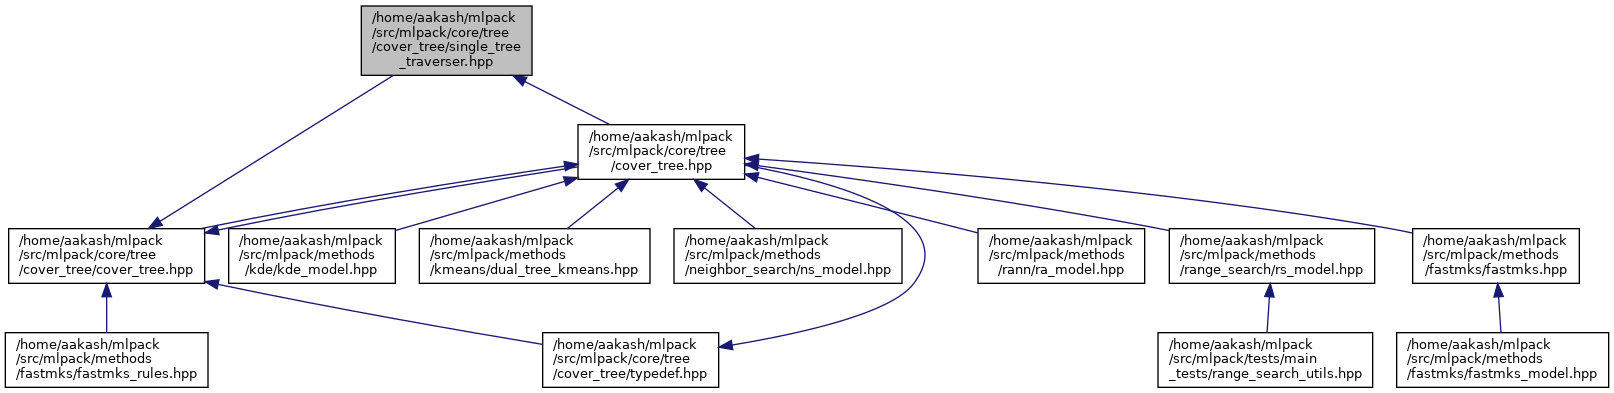 /home/aakash/mlpack
/src/mlpack/core/tree
/cover_tree/single_tree
_traverser.hpp
/home/aakash/mlpack
/src/mlpack/core/tree
/cover_tree.hpp
/home/aakash/mlpack
/src/mlpack/core/tree
/cover_tree/cover_tree.hpp
/home/aakash/mlpack
/src/mlpack/methods
/kde/kde_model.hpp
/home/aakash/mlpack
/src/mlpack/methods
/kmeans/dual_tree_kmeans.hpp
/home/aakash/mlpack
/src/mlpack/methods
/neighbor_search/ns_model.hpp
/home/aakash/mlpack
/src/mlpack/methods
/rann/ra_model.hpp
/home/aakash/mlpack
/src/mlpack/methods
/range_search/rs_model.hpp
/home/aakash/mlpack
/src/mlpack/methods
/fastmks/fastmks.hpp
/home/aakash/mlpack
/src/mlpack/methods
/fastmks/fastmks_rules.hpp
/home/aakash/mlpack
/src/mlpack/core/tree
/cover_tree/typedef.hpp
/home/aakash/mlpack
/src/mlpack/tests/main
_tests/range_search_utils.hpp
/home/aakash/mlpack
/src/mlpack/methods
/fastmks/fastmks_model.hpp